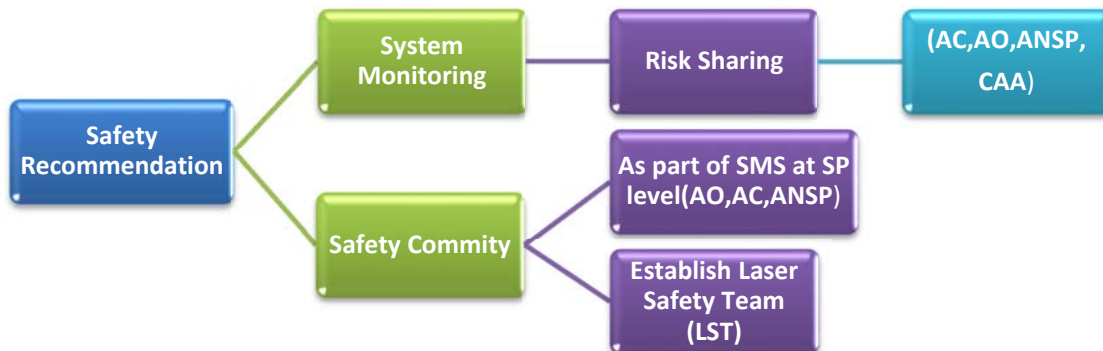 Safety
Recommendation
System
Monitoring
Risk Sharing
(AC,AO,ANSP,
CAA)
Safety Commity
As part of SMS at SP
level(AO,AC,ANSP)
Establish Laser
Safety Team
(LST)